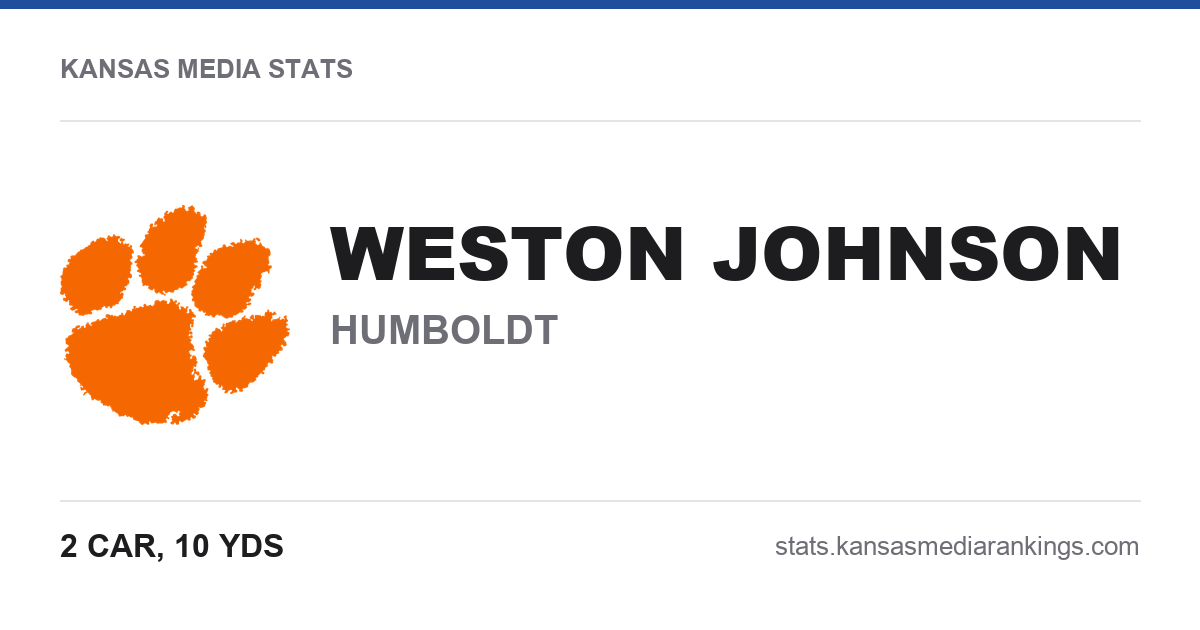 KANSAS MEDIA STATS
WESTON JOHNSON
HUMBOLDT
2 CAR, 10 YDS
stats.kansasmediarankings.com